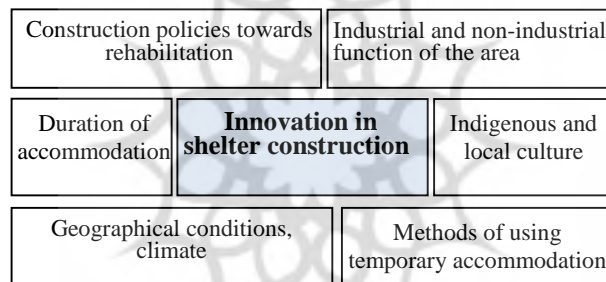 Construction policies towards
rehabilitation
Industrial and non-industrial
function of the area
Duration of
accommodation
Innovation in
shelter construction
Indigenous and
local culture
Geographical conditions,
climate
Methods of using
temporary accommodation